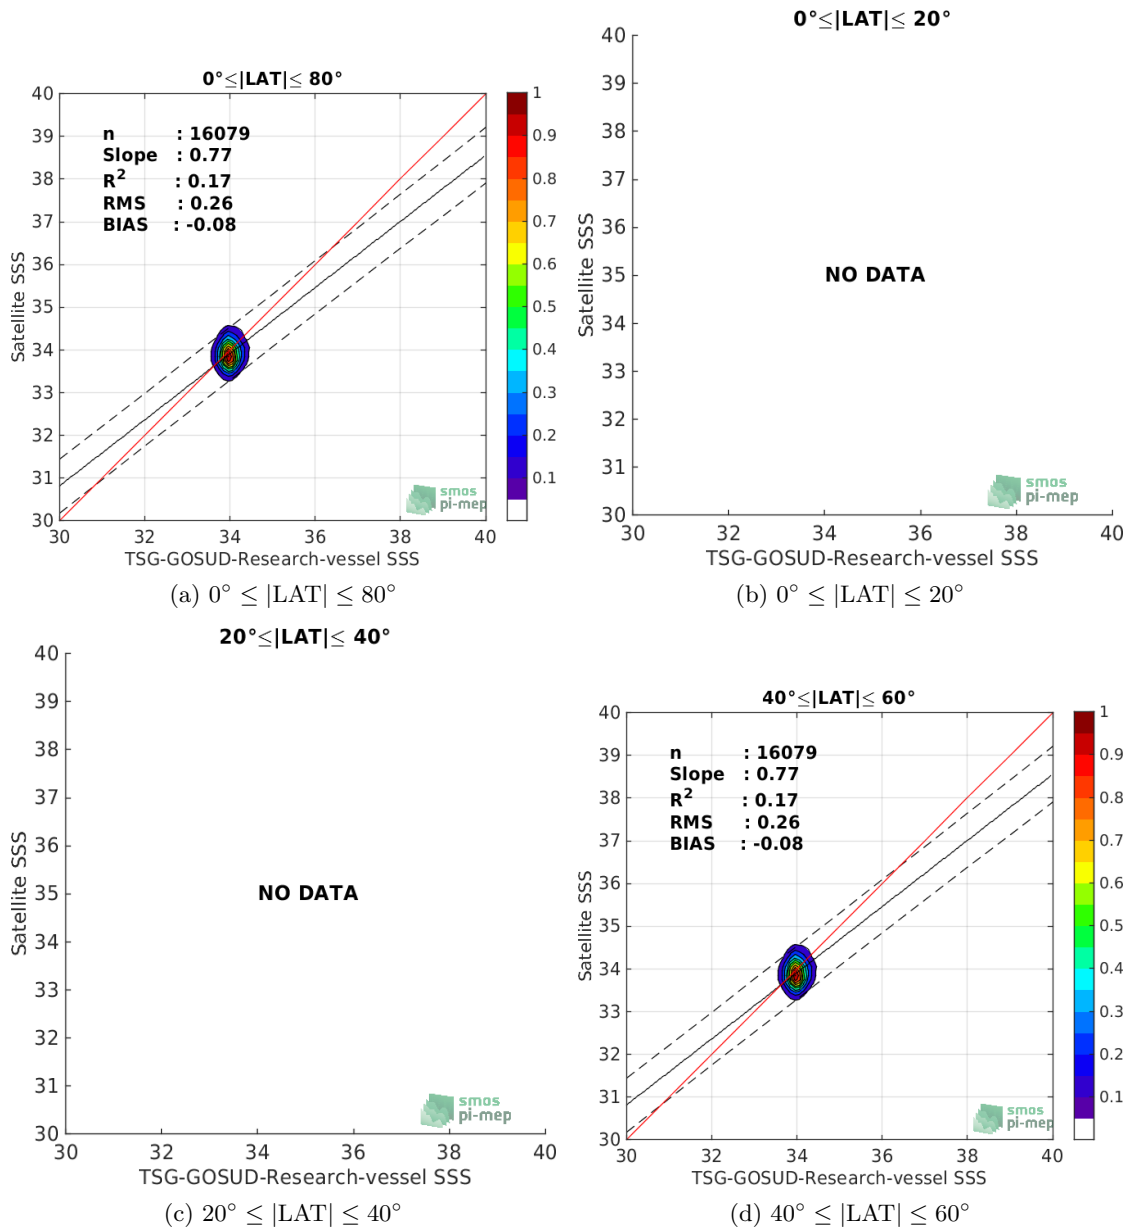 0°≤|LAT|≤ 80°
40
39
38
37
36
35
34
33
32
31
30
Satellite SSS
n : 16079
Slope : 0.77
R² : 0.17
RMS : 0.26
BIAS : -0.08
smos
pi-mep
30 32 34 36 38 40
TSG-GOSUD-Research-vessel SSS
1
0.9
0.8
0.7
0.6
0.5
0.4
0.3
0.2
0.1
(a) 0° ≤ |LAT| ≤ 80°
0°≤|LAT|≤ 20°
40
39
38
37
36
35
34
33
32
31
30
Satellite SSS
NO DATA
smos
pi-mep
30 32 34 36 38 40
TSG-GOSUD-Research-vessel SSS
(b) 0° ≤ |LAT| ≤ 20°
20°≤|LAT|≤ 40°
40
39
38
37
36
35
34
33
32
31
30
Satellite SSS
NO DATA
smos
pi-mep
30 32 34 36 38 40
TSG-GOSUD-Research-vessel SSS
(c) 20° ≤ |LAT| ≤ 40°
40°≤|LAT|≤ 60°
40
39
38
37
36
35
34
33
32
31
30
Satellite SSS
n : 16079
Slope : 0.77
R² : 0.17
RMS : 0.26
BIAS : -0.08
smos
pi-mep
30 32 34 36 38 40
TSG-GOSUD-Research-vessel SSS
1
0.9
0.8
0.7
0.6
0.5
0.4
0.3
0.2
0.1
(d) 40° ≤ |LAT| ≤ 60°